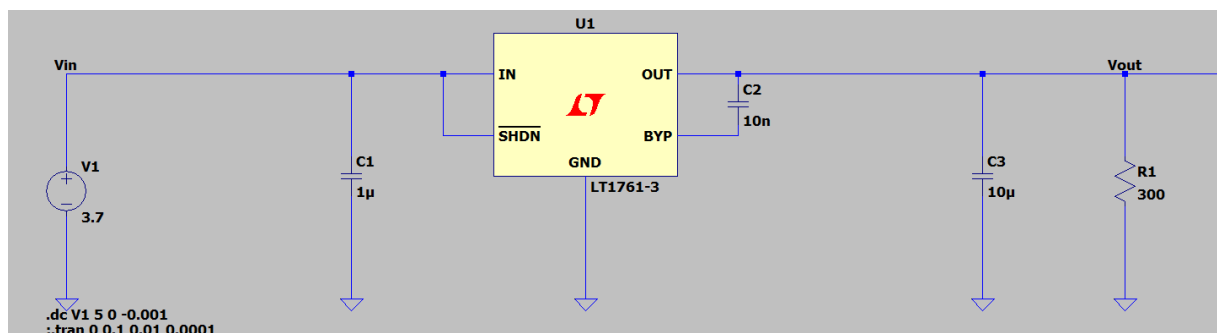 U1
Vin
IN
OUT
Vout
C2
10n
SHDN
BYP
GND
V1
3.7
C1
1µ
LT1761-3
C3
10µ
R1
300
.dc V1 5 0 -0.001
;.tran 0 0.1 0.01 0.0001